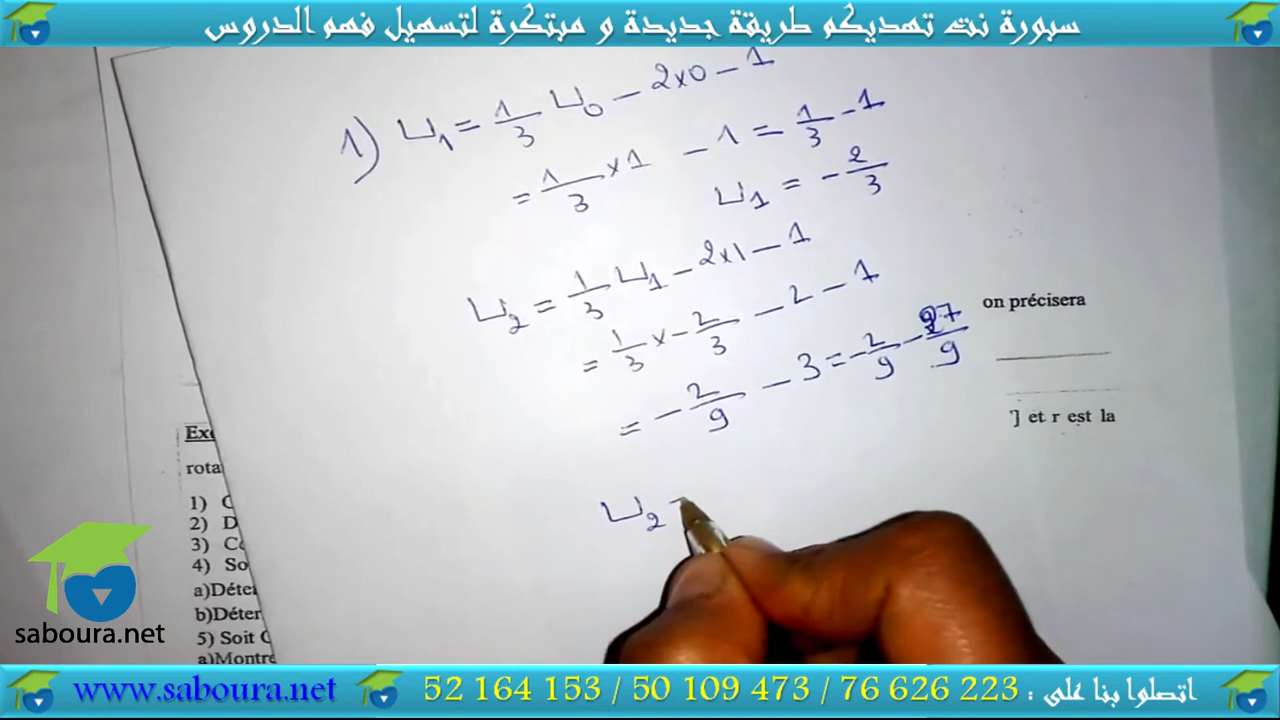 سبورة نت تهديكم طريقة جديدة و مبتكرة لتسهيل فهم الدروس
1) U₁ = 1/3 U₀ - 2×0 - 1
= 1/3 × 1 - 1 = 1/3 - 1
U₁ = - 2/3
U₂ = 1/3 U₁ - 2×1 - 1
= 1/3 × - 2/3 - 2 - 1
= - 2/9 - 3 = - 2/9 - 27/9
U₂
on précisera
] et r est la
rota
1) C
2) D
3) Co
4) So
a)Déter
b)Déter
5) Soit C
a)Montre
saboura.net
www.saboura.net
اتصلوا بنا على : 52 164 153 / 50 109 473 / 76 626 223